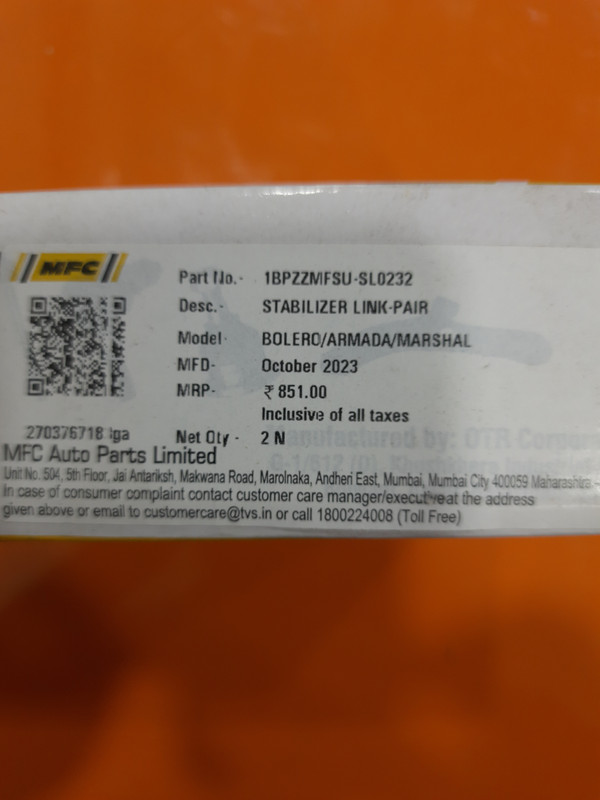 MFC
Part No.- 1BPZZMFSU-SL0232
Desc.- STABILIZER LINK-PAIR
Model- BOLERO/ARMADA/MARSHAL
MFD- October 2023
MRP- ₹ 851.00
Inclusive of all taxes
270376718 iga
Net Qty - 2 N
Manufactured by: OTR
MFC Auto Parts Limited
Unit No. 504, 5th Floor, Jai Antariksh, Makwana Road, Marolnaka, Andheri East, Mumbai, Mumbai City 400059 Maharashtra.
In case of consumer complaint contact customer care manager/executiveat the address
given above or email to customercare@tvs.in or call 1800224008 (Toll Free)